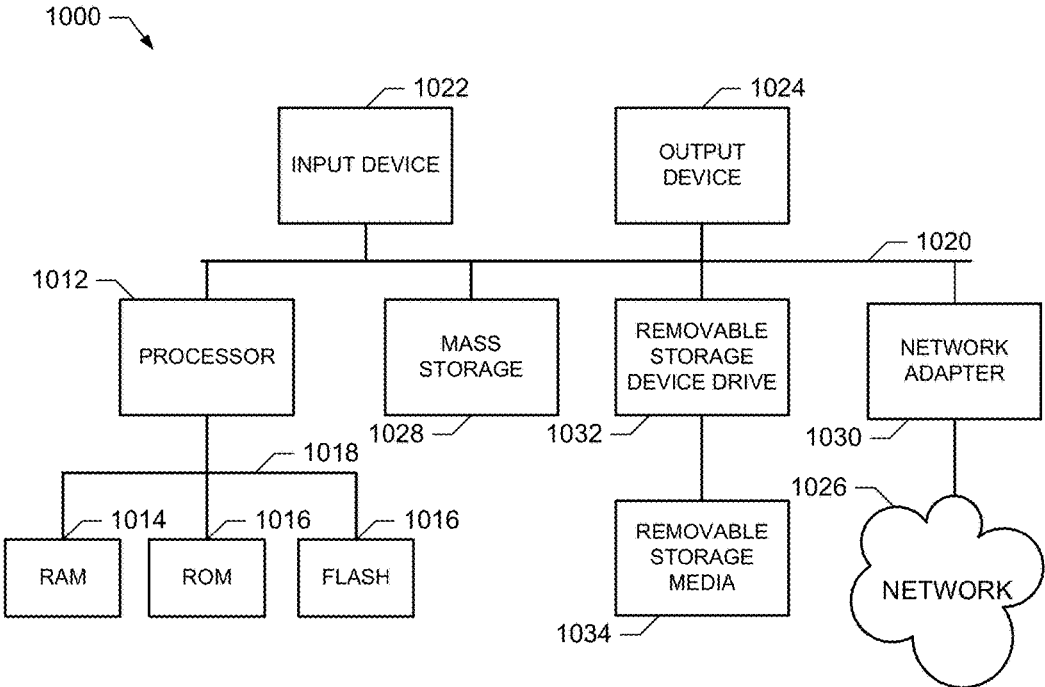 1000
1022
1024
INPUT DEVICE
OUTPUT
DEVICE
1020
1012
PROCESSOR
MASS
STORAGE
REMOVABLE
STORAGE
DEVICE DRIVE
NETWORK
ADAPTER
1028
1032
1030
1018
1026
1014
1016
1016
RAM
ROM
FLASH
REMOVABLE
STORAGE
MEDIA
NETWORK
1034